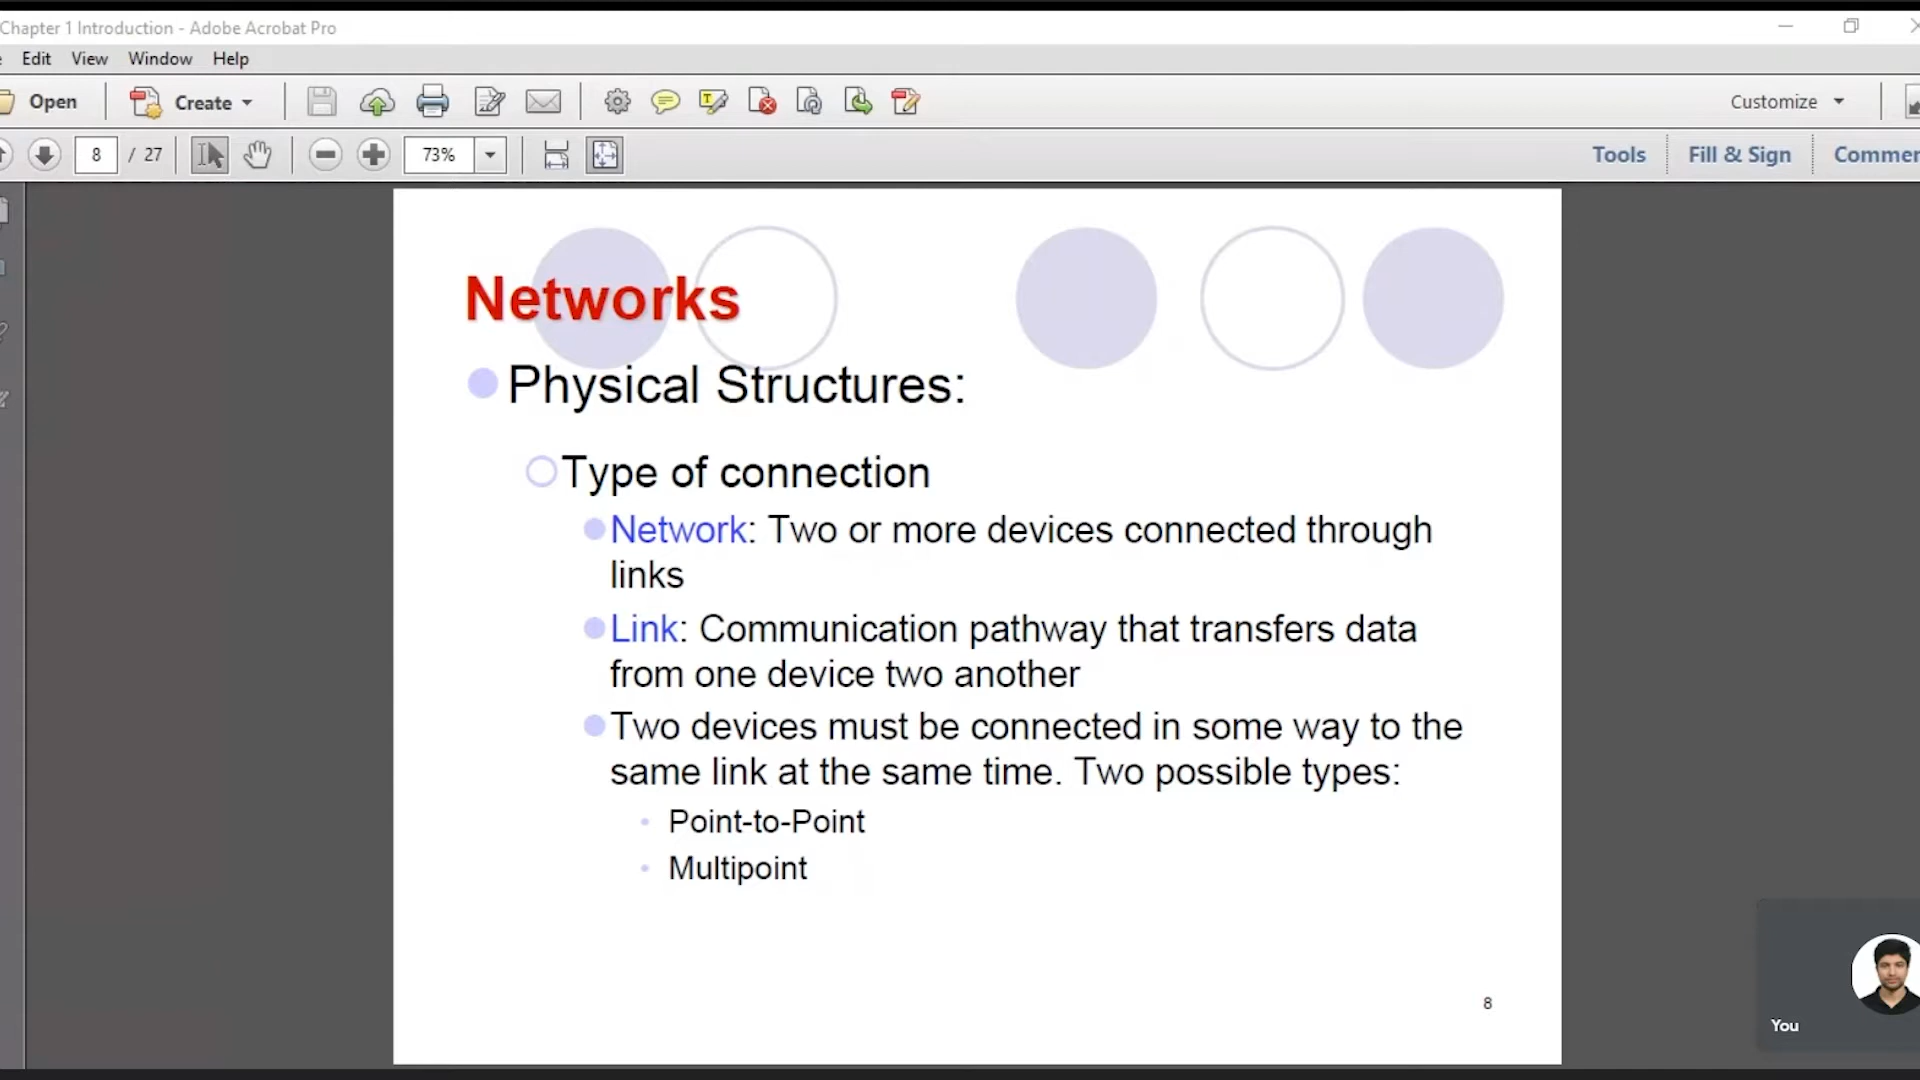 Chapter 1 Introduction - Adobe Acrobat Pro
Edit View Window Help
Open Create Customize
8 / 27 73% Tools Fill & Sign
Networks
Physical Structures:
Type of connection
Network: Two or more devices connected through
links
Link: Communication pathway that transfers data
from one device two another
Two devices must be connected in some way to the
same link at the same time. Two possible types:
Point-to-Point
Multipoint
8
You